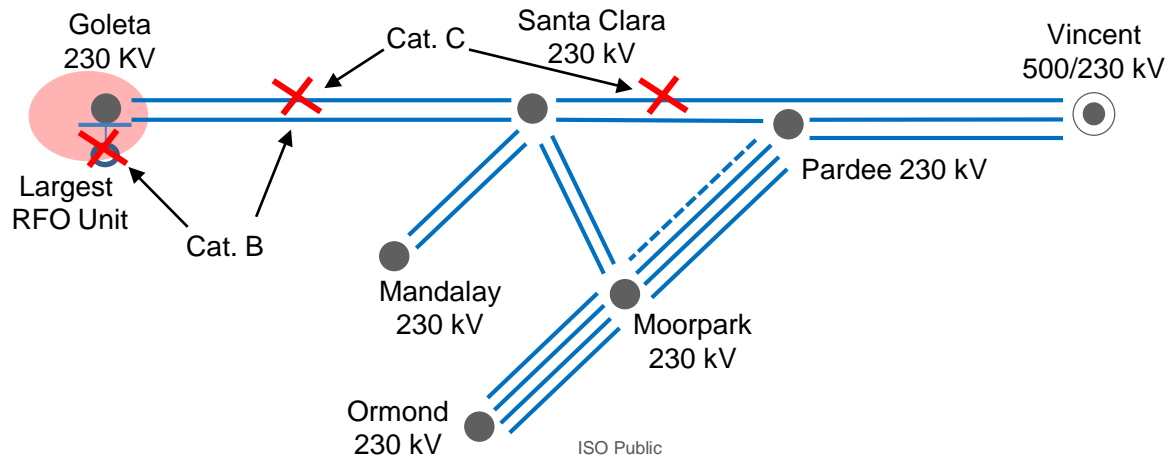 Goleta
230 KV
Cat. C
Santa Clara
230 kV
Vincent
500/230 kV
Largest
RFO Unit
Cat. B
Pardee 230 kV
Mandalay
230 kV
Moorpark
230 kV
Ormond
230 kV
ISO Public